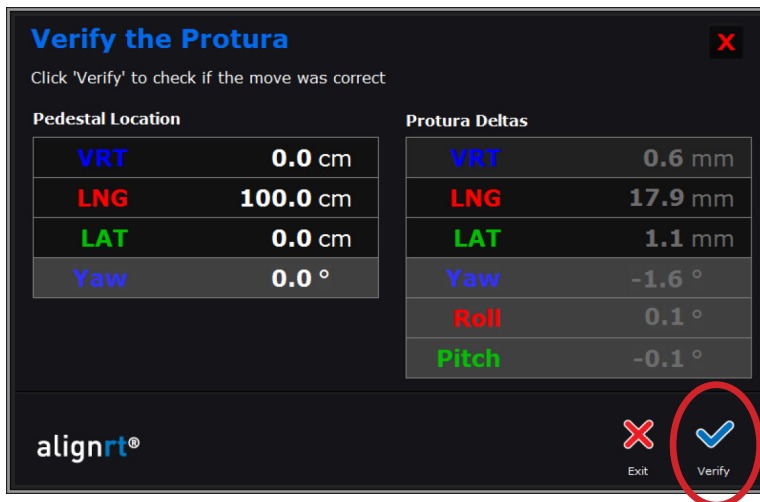 Verify the Protura
X
Click 'Verify' to check if the move was correct
Pedestal Location
VRT 0.0 cm
LNG 100.0 cm
LAT 0.0 cm
Yaw 0.0 °
Protura Deltas
VRT 0.6 mm
LNG 17.9 mm
LAT 1.1 mm
Yaw -1.6 °
Roll 0.1 °
Pitch -0.1 °
alignrt®
Exit
Verify